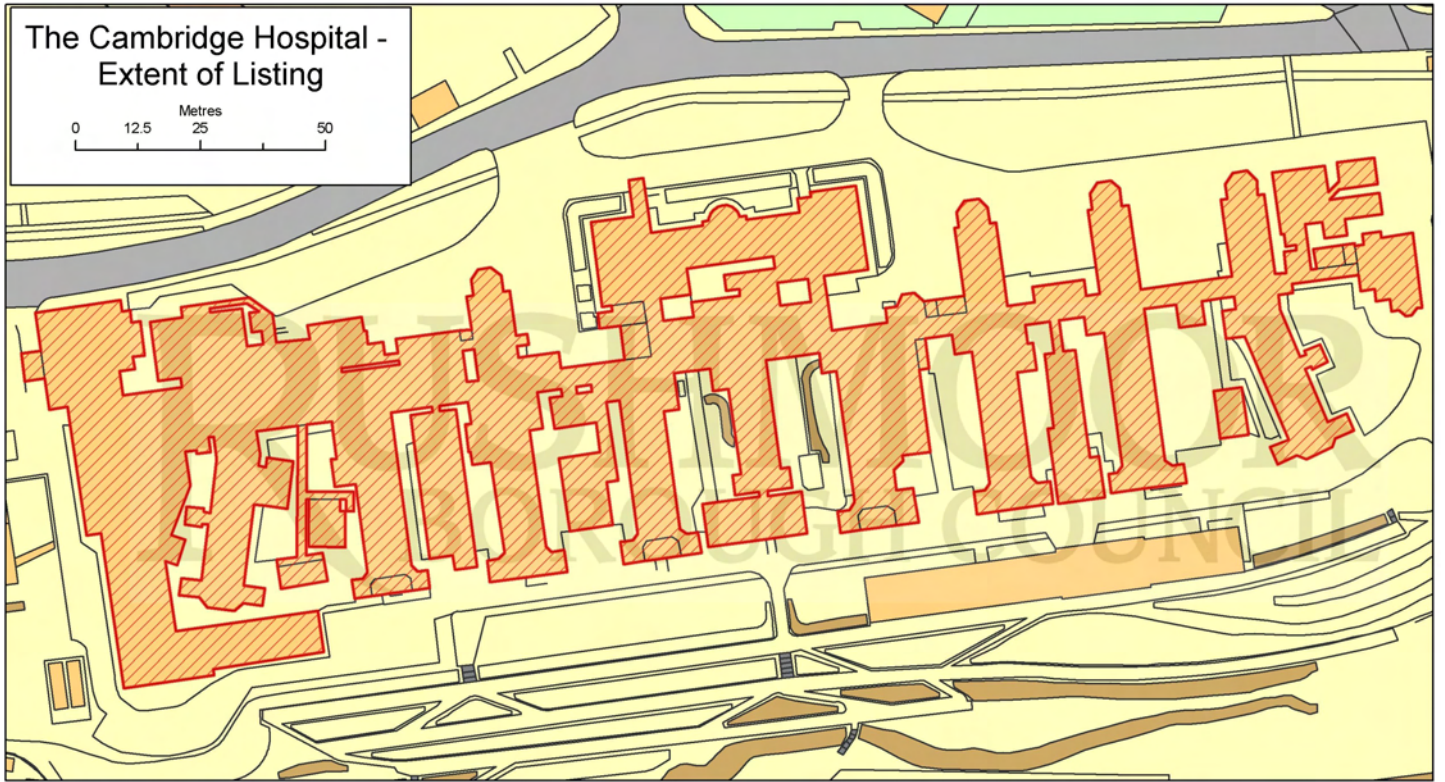 The Cambridge Hospital -
Extent of Listing
Metres
0 12.5 25 50
RUSHMOOR
BOROUGH COUNCIL